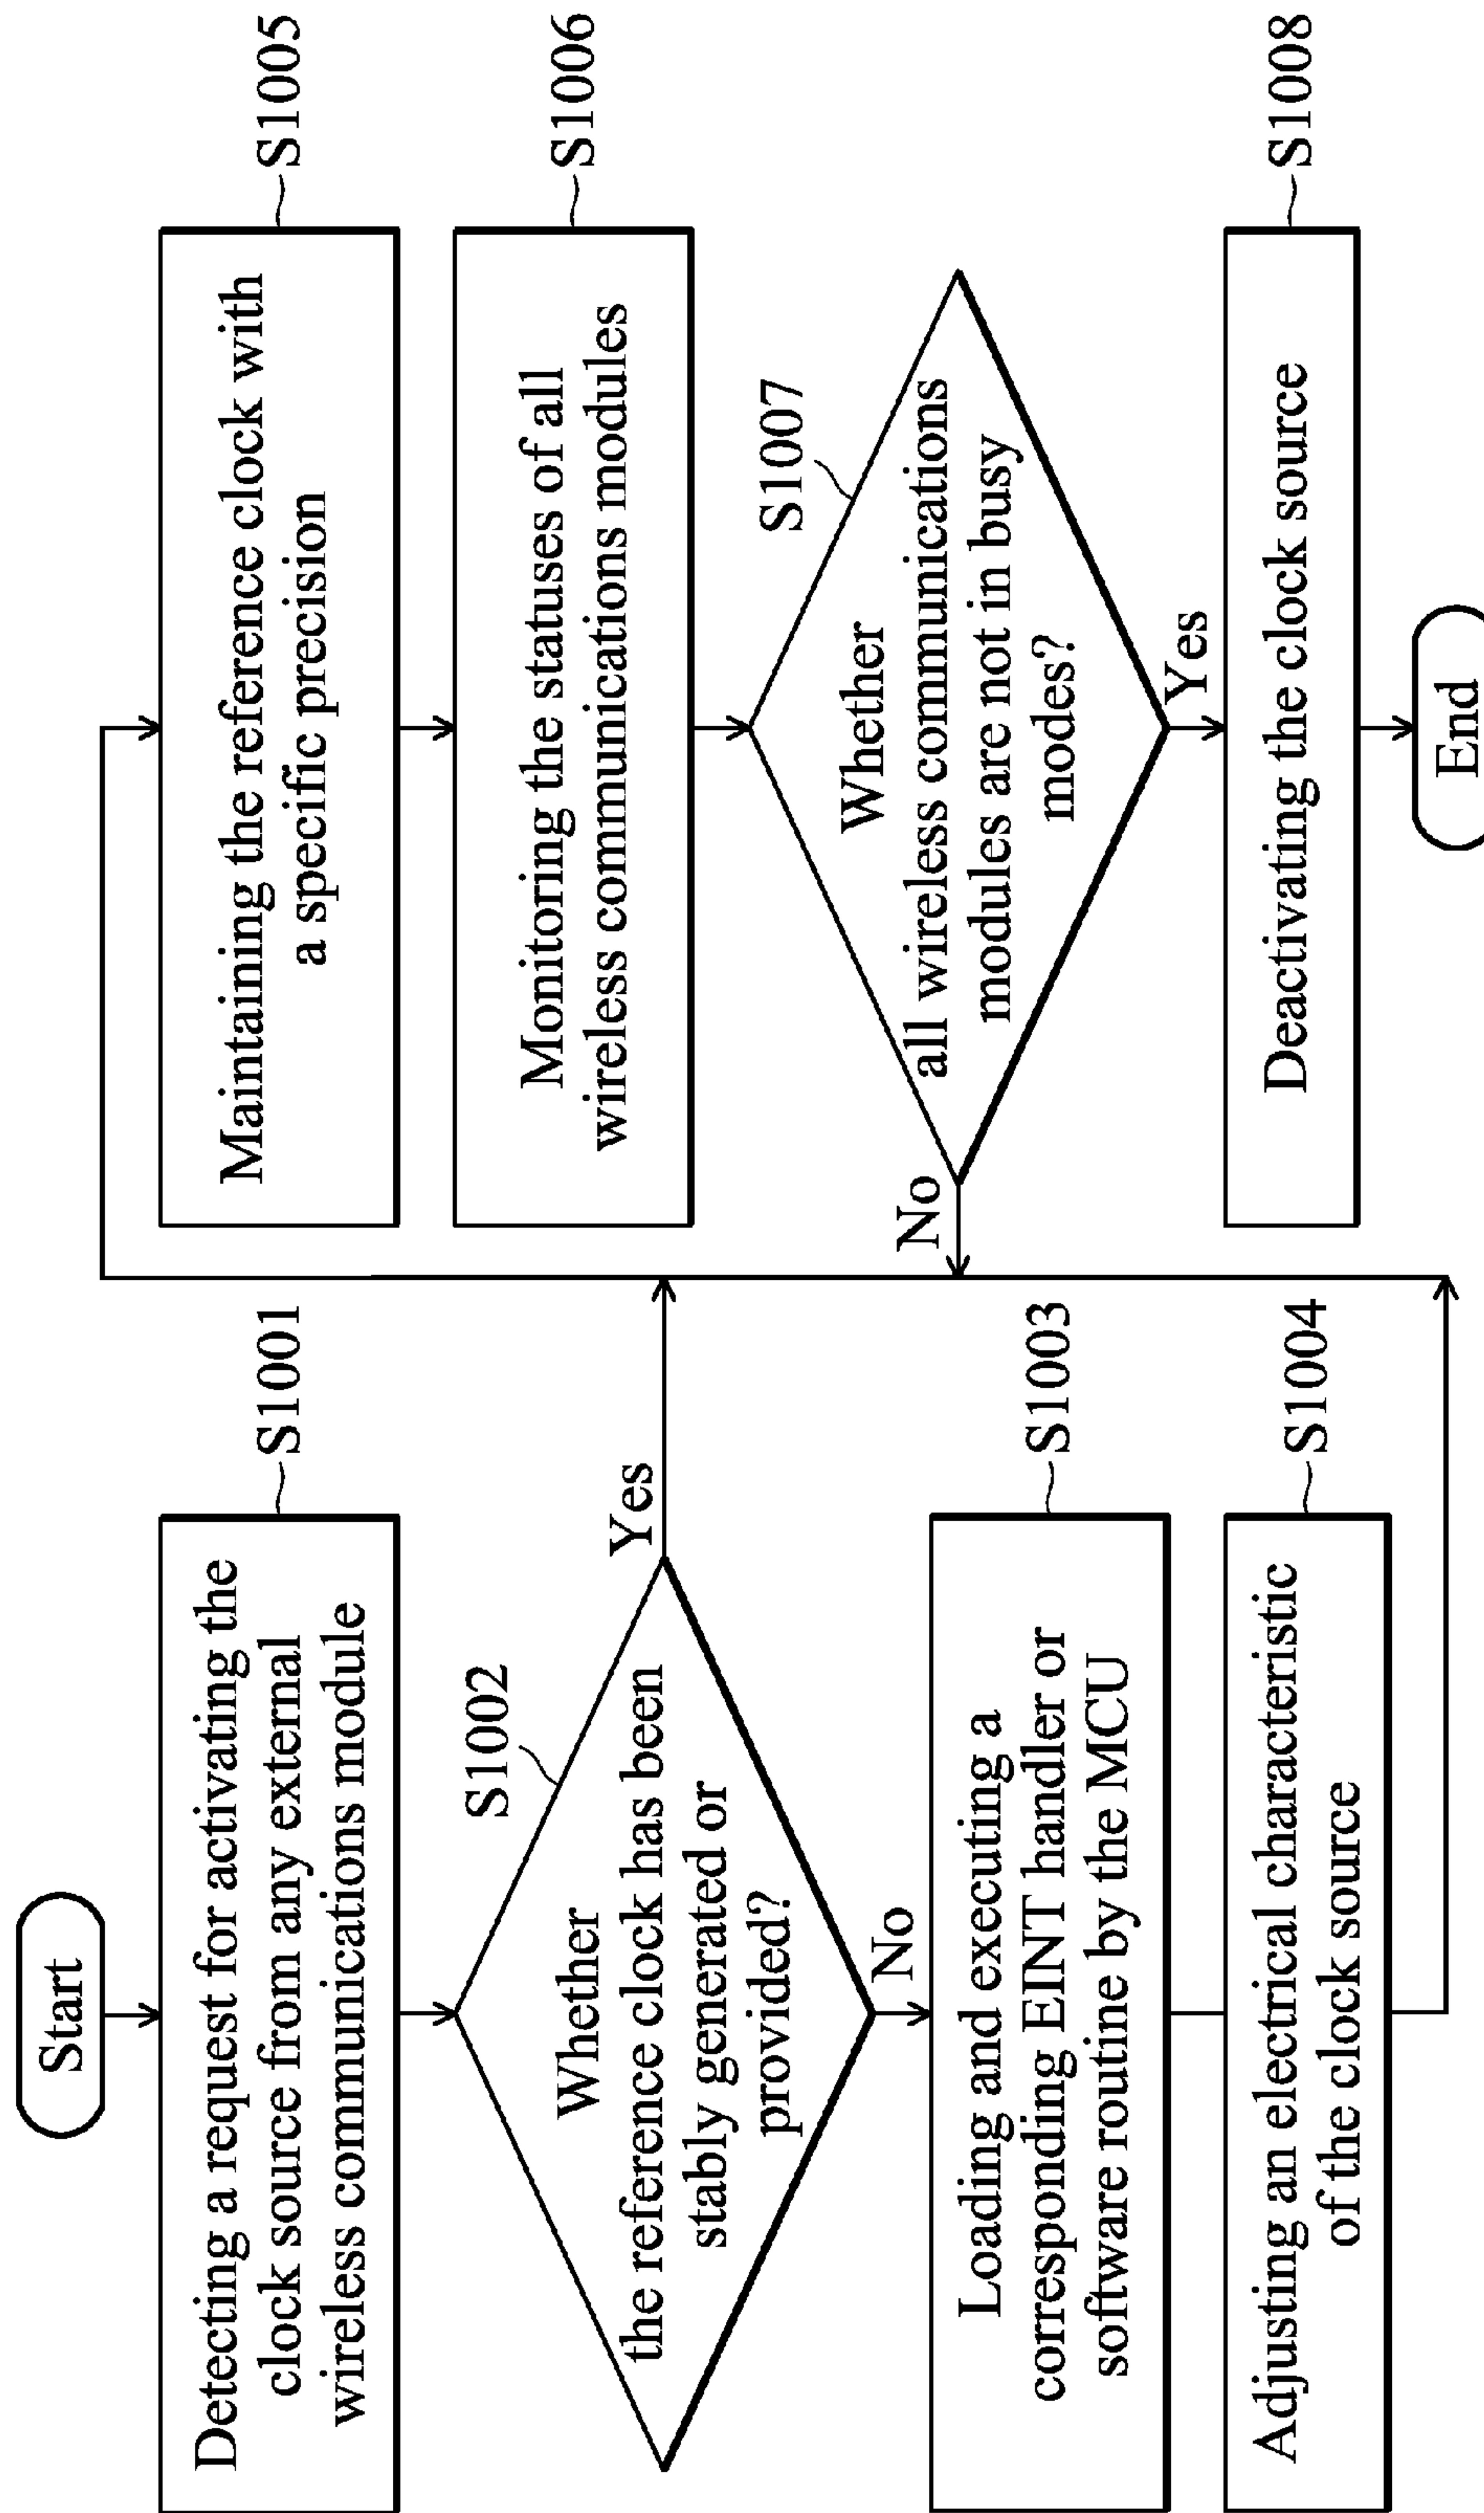 Start
Detecting a request for activating the
clock source from any external
wireless communications module
S1001
S1002
Whether
the reference clock has been
stably generated or
provided?
Yes
No
Loading and executing a
corresponding EINT handler or
software routine by the MCU
S1003
Adjusting an electrical characteristic
of the clock source
S1004
Maintaining the reference clock with
a specific precision
S1005
Monitoring the statuses of all
wireless communications modules
S1006
S1007
Whether
all wireless communications
modules are not in busy
modes?
No
Yes
Deactivating the clock source
S1008
End